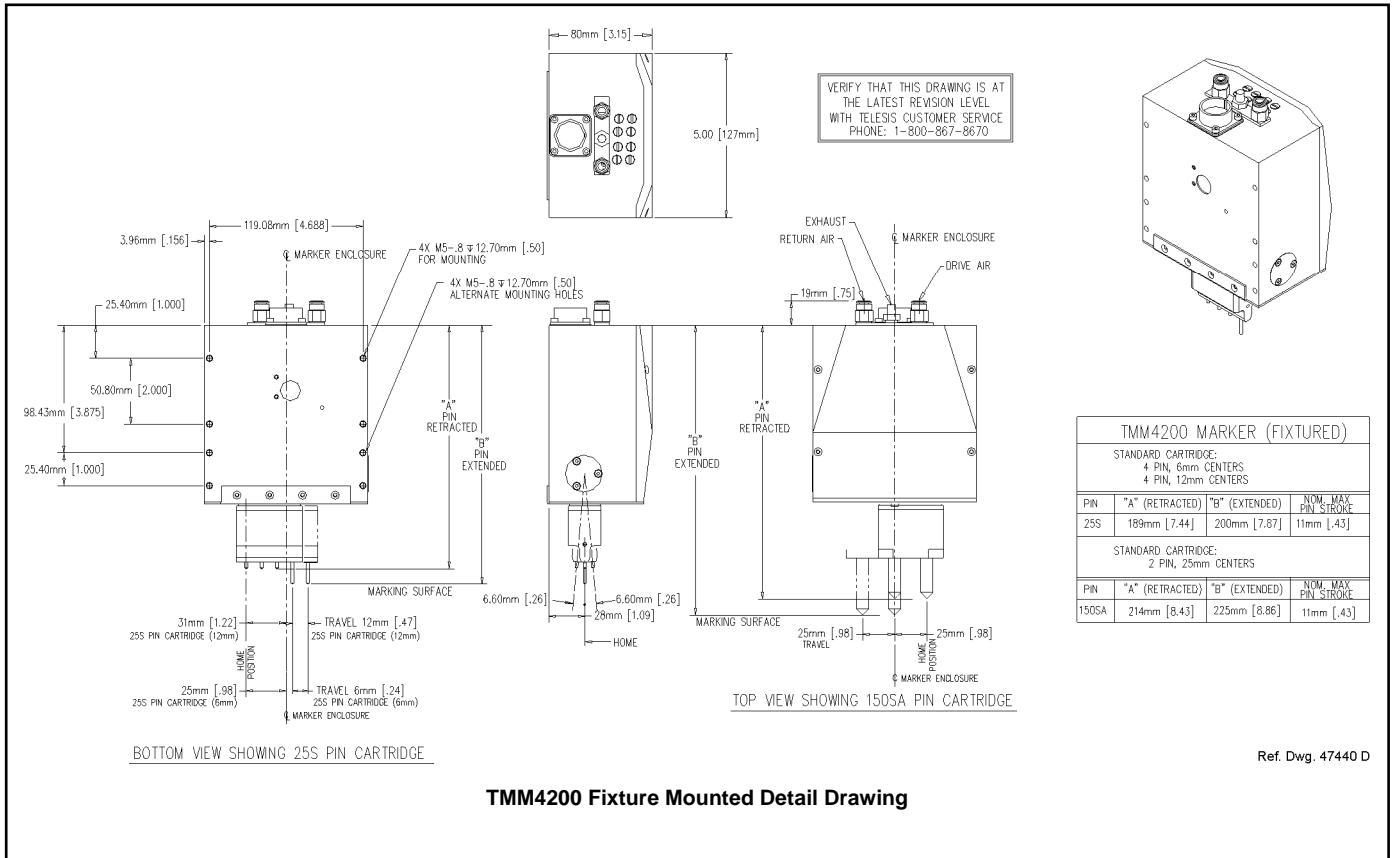 80mm [3.15]
5.00 [127mm]
VERIFY THAT THIS DRAWING IS AT
THE LATEST REVISION LEVEL
WITH TELESIS CUSTOMER SERVICE
PHONE: 1-800-867-8670
119.08mm [4.688]
3.96mm [.156]
℄ MARKER ENCLOSURE
4X M5-.8 ↧ 12.70mm [.50]
FOR MOUNTING
4X M5-.8 ↧ 12.70mm [.50]
ALTERNATE MOUNTING HOLES
25.40mm [1.000]
50.80mm [2.000]
98.43mm [3.875]
25.40mm [1.000]
"A"
PIN
RETRACTED
"B"
PIN
EXTENDED
MARKING SURFACE
31mm [1.22]
25S PIN CARTRIDGE (12mm)
TRAVEL 12mm [.47]
25S PIN CARTRIDGE (12mm)
HOME
POSITION
25mm [.98]
25S PIN CARTRIDGE (6mm)
TRAVEL 6mm [.24]
25S PIN CARTRIDGE (6mm)
℄ MARKER ENCLOSURE
BOTTOM VIEW SHOWING 25S PIN CARTRIDGE
6.60mm [.26]
6.60mm [.26]
28mm [1.09]
HOME
EXHAUST
RETURN AIR
℄ MARKER ENCLOSURE
DRIVE AIR
19mm [.75]
"A"
PIN
RETRACTED
"B"
PIN
EXTENDED
MARKING SURFACE
25mm [.98]
TRAVEL
25mm [.98]
HOME
POSITION
℄ MARKER ENCLOSURE
TOP VIEW SHOWING 150SA PIN CARTRIDGE
TMM4200 MARKER (FIXTURED)
STANDARD CARTRIDGE:
4 PIN, 6mm CENTERS
4 PIN, 12mm CENTERS
PIN "A" (RETRACTED) "B" (EXTENDED) NOM. MAX. PIN STROKE
25S 189mm [7.44] 200mm [7.87] 11mm [.43]
STANDARD CARTRIDGE:
2 PIN, 25mm CENTERS
PIN "A" (RETRACTED) "B" (EXTENDED) NOM. MAX. PIN STROKE
150SA 214mm [8.43] 225mm [8.86] 11mm [.43]
Ref. Dwg. 47440 D
TMM4200 Fixture Mounted Detail Drawing